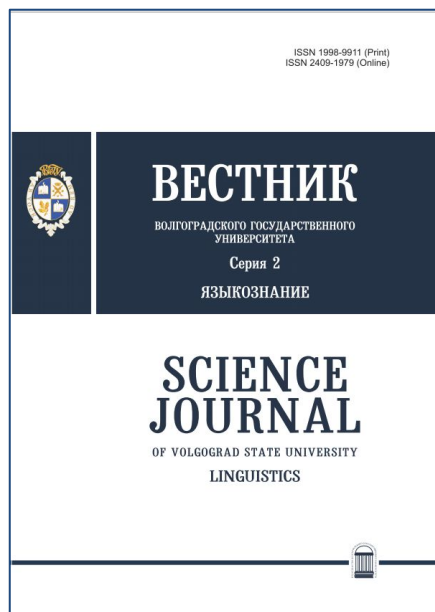 ISSN 1998-9911 (Print)
ISSN 2409-1979 (Online)
ВЕСТНИК
ВОЛГОГРАДСКОГО ГОСУДАРСТВЕННОГО
УНИВЕРСИТЕТА
Серия 2
ЯЗЫКОЗНАНИЕ
SCIENCE
JOURNAL
OF VOLGOGRAD STATE UNIVERSITY
LINGUISTICS